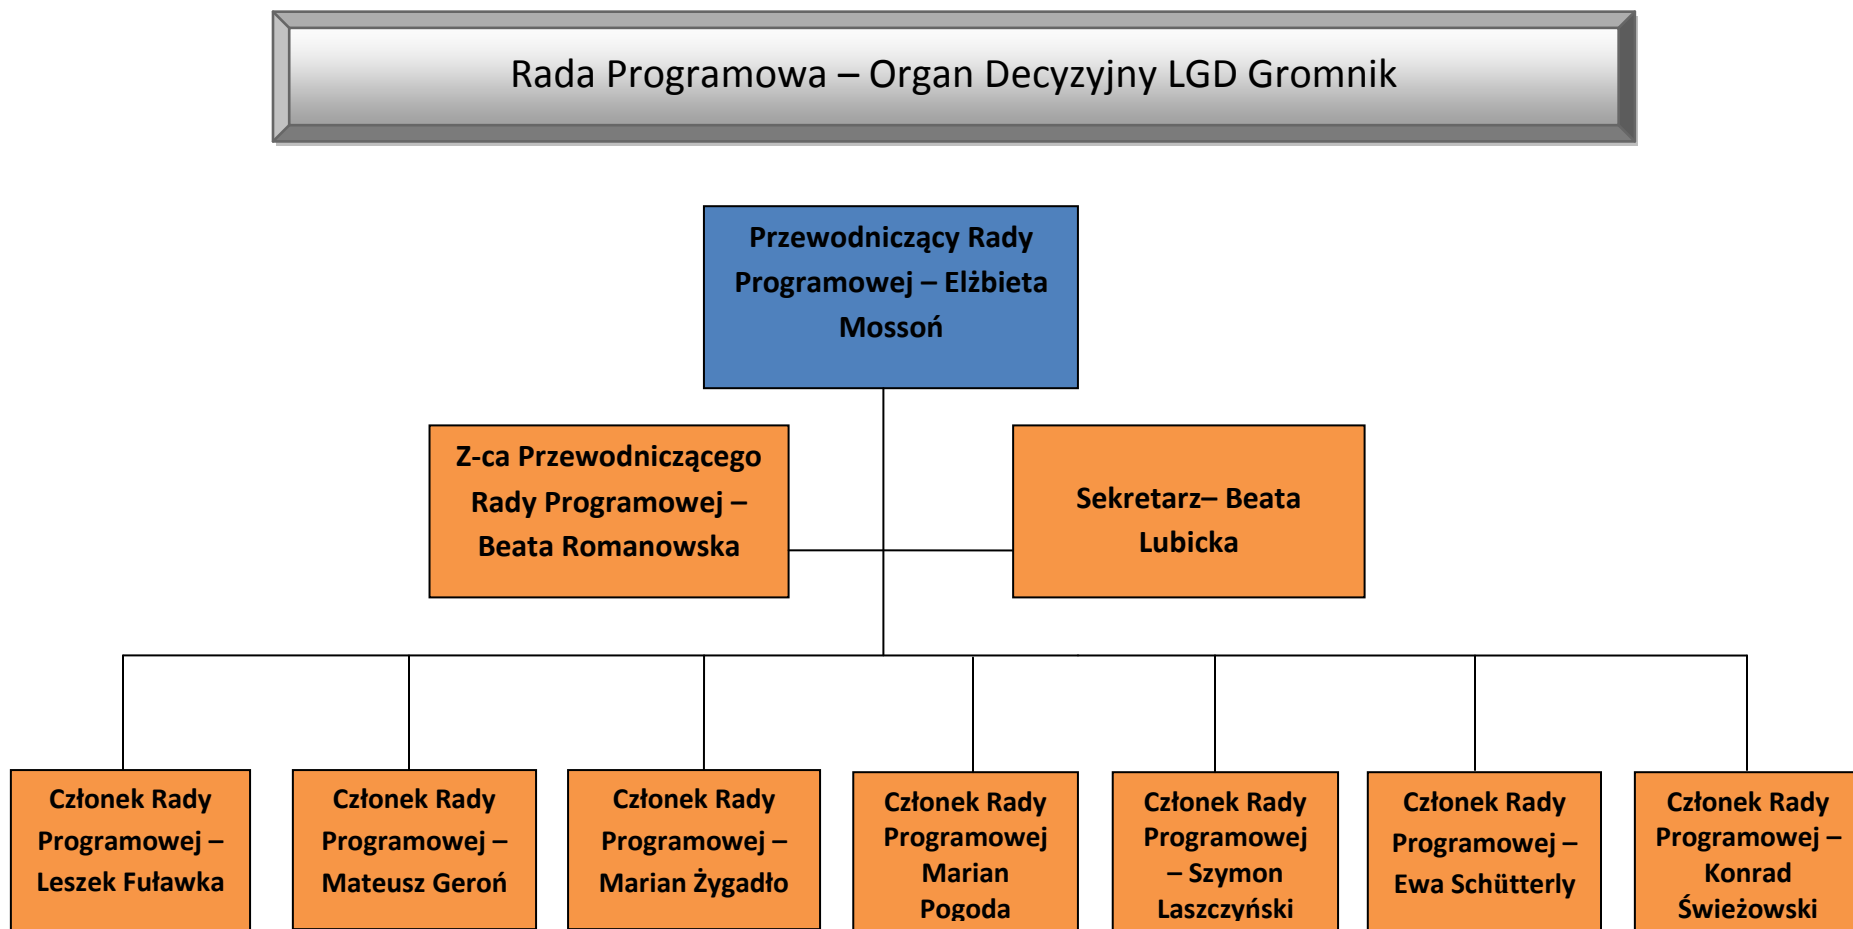 Rada Programowa – Organ Decyzyjny LGD Gromnik
Przewodniczący Rady
Programowej – Elżbieta
Mossoń
Z-ca Przewodniczącego
Rady Programowej –
Beata Romanowska
Sekretarz– Beata
Lubicka
Członek Rady
Programowej –
Leszek Fuławka
Członek Rady
Programowej –
Mateusz Geroń
Członek Rady
Programowej –
Marian Żygadło
Członek Rady
Programowej
Marian
Pogoda
Członek Rady
Programowej
– Szymon
Laszczyński
Członek Rady
Programowej –
Ewa Schütterly
Członek Rady
Programowej –
Konrad
Świeżowski